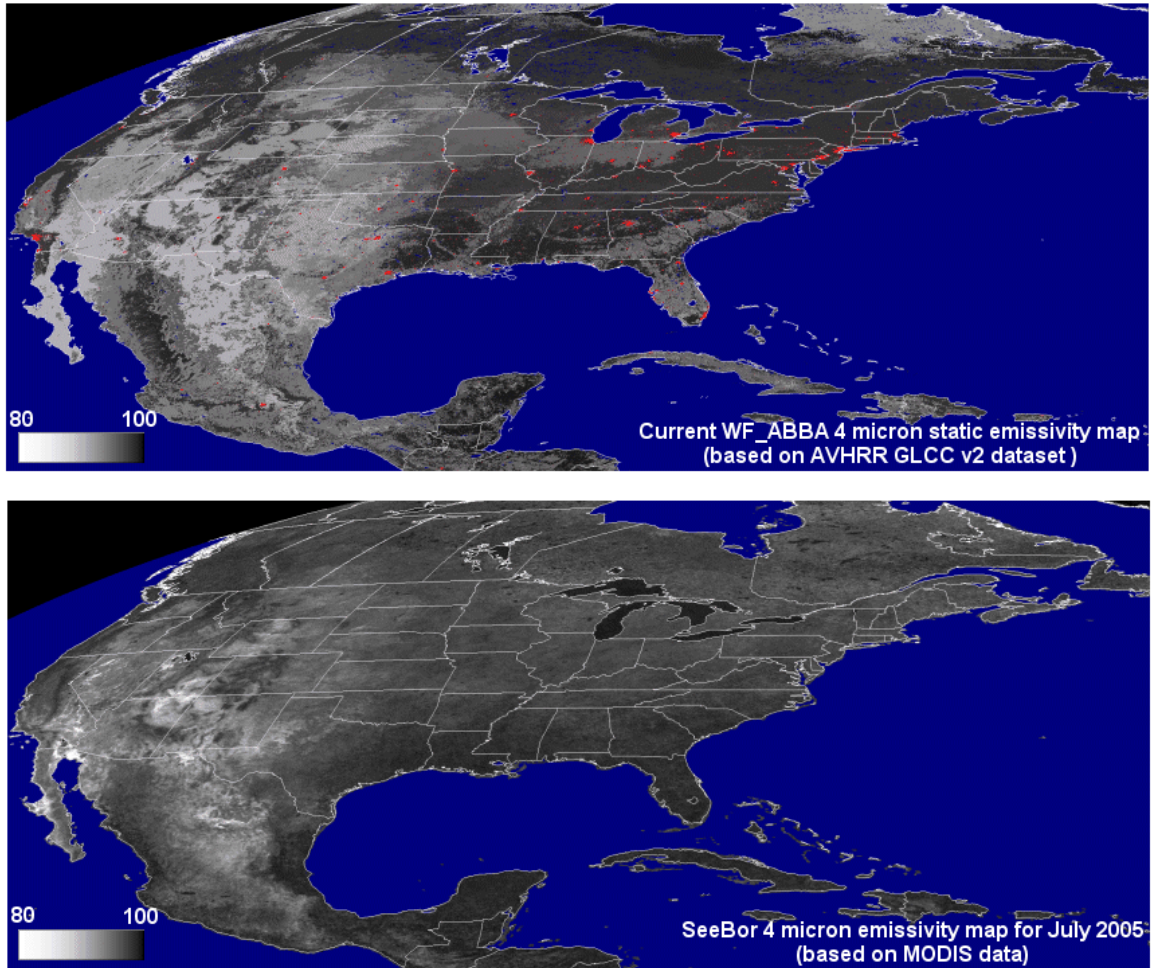 80 100
Current WF_ABBA 4 micron static emissivity map
(based on AVHRR GLCC v2 dataset )
80 100
SeeBor 4 micron emissivity map for July 2005
(based on MODIS data)